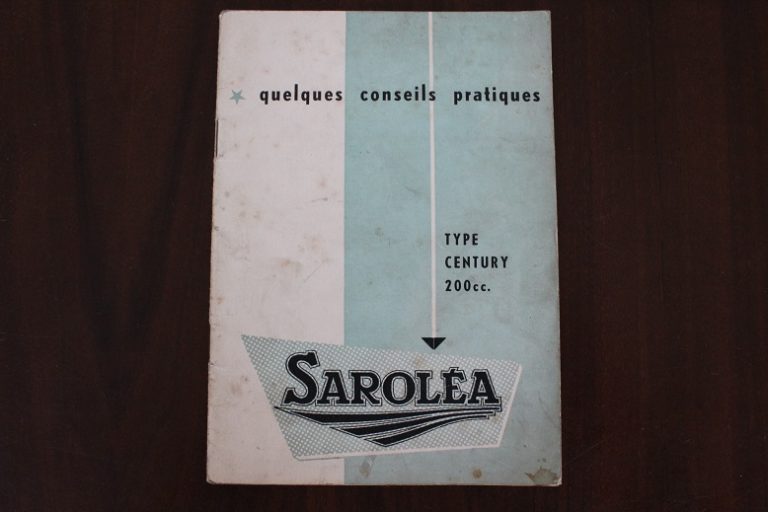 quelques conseils pratiques
TYPE
CENTURY
200cc.
SAROLÉA